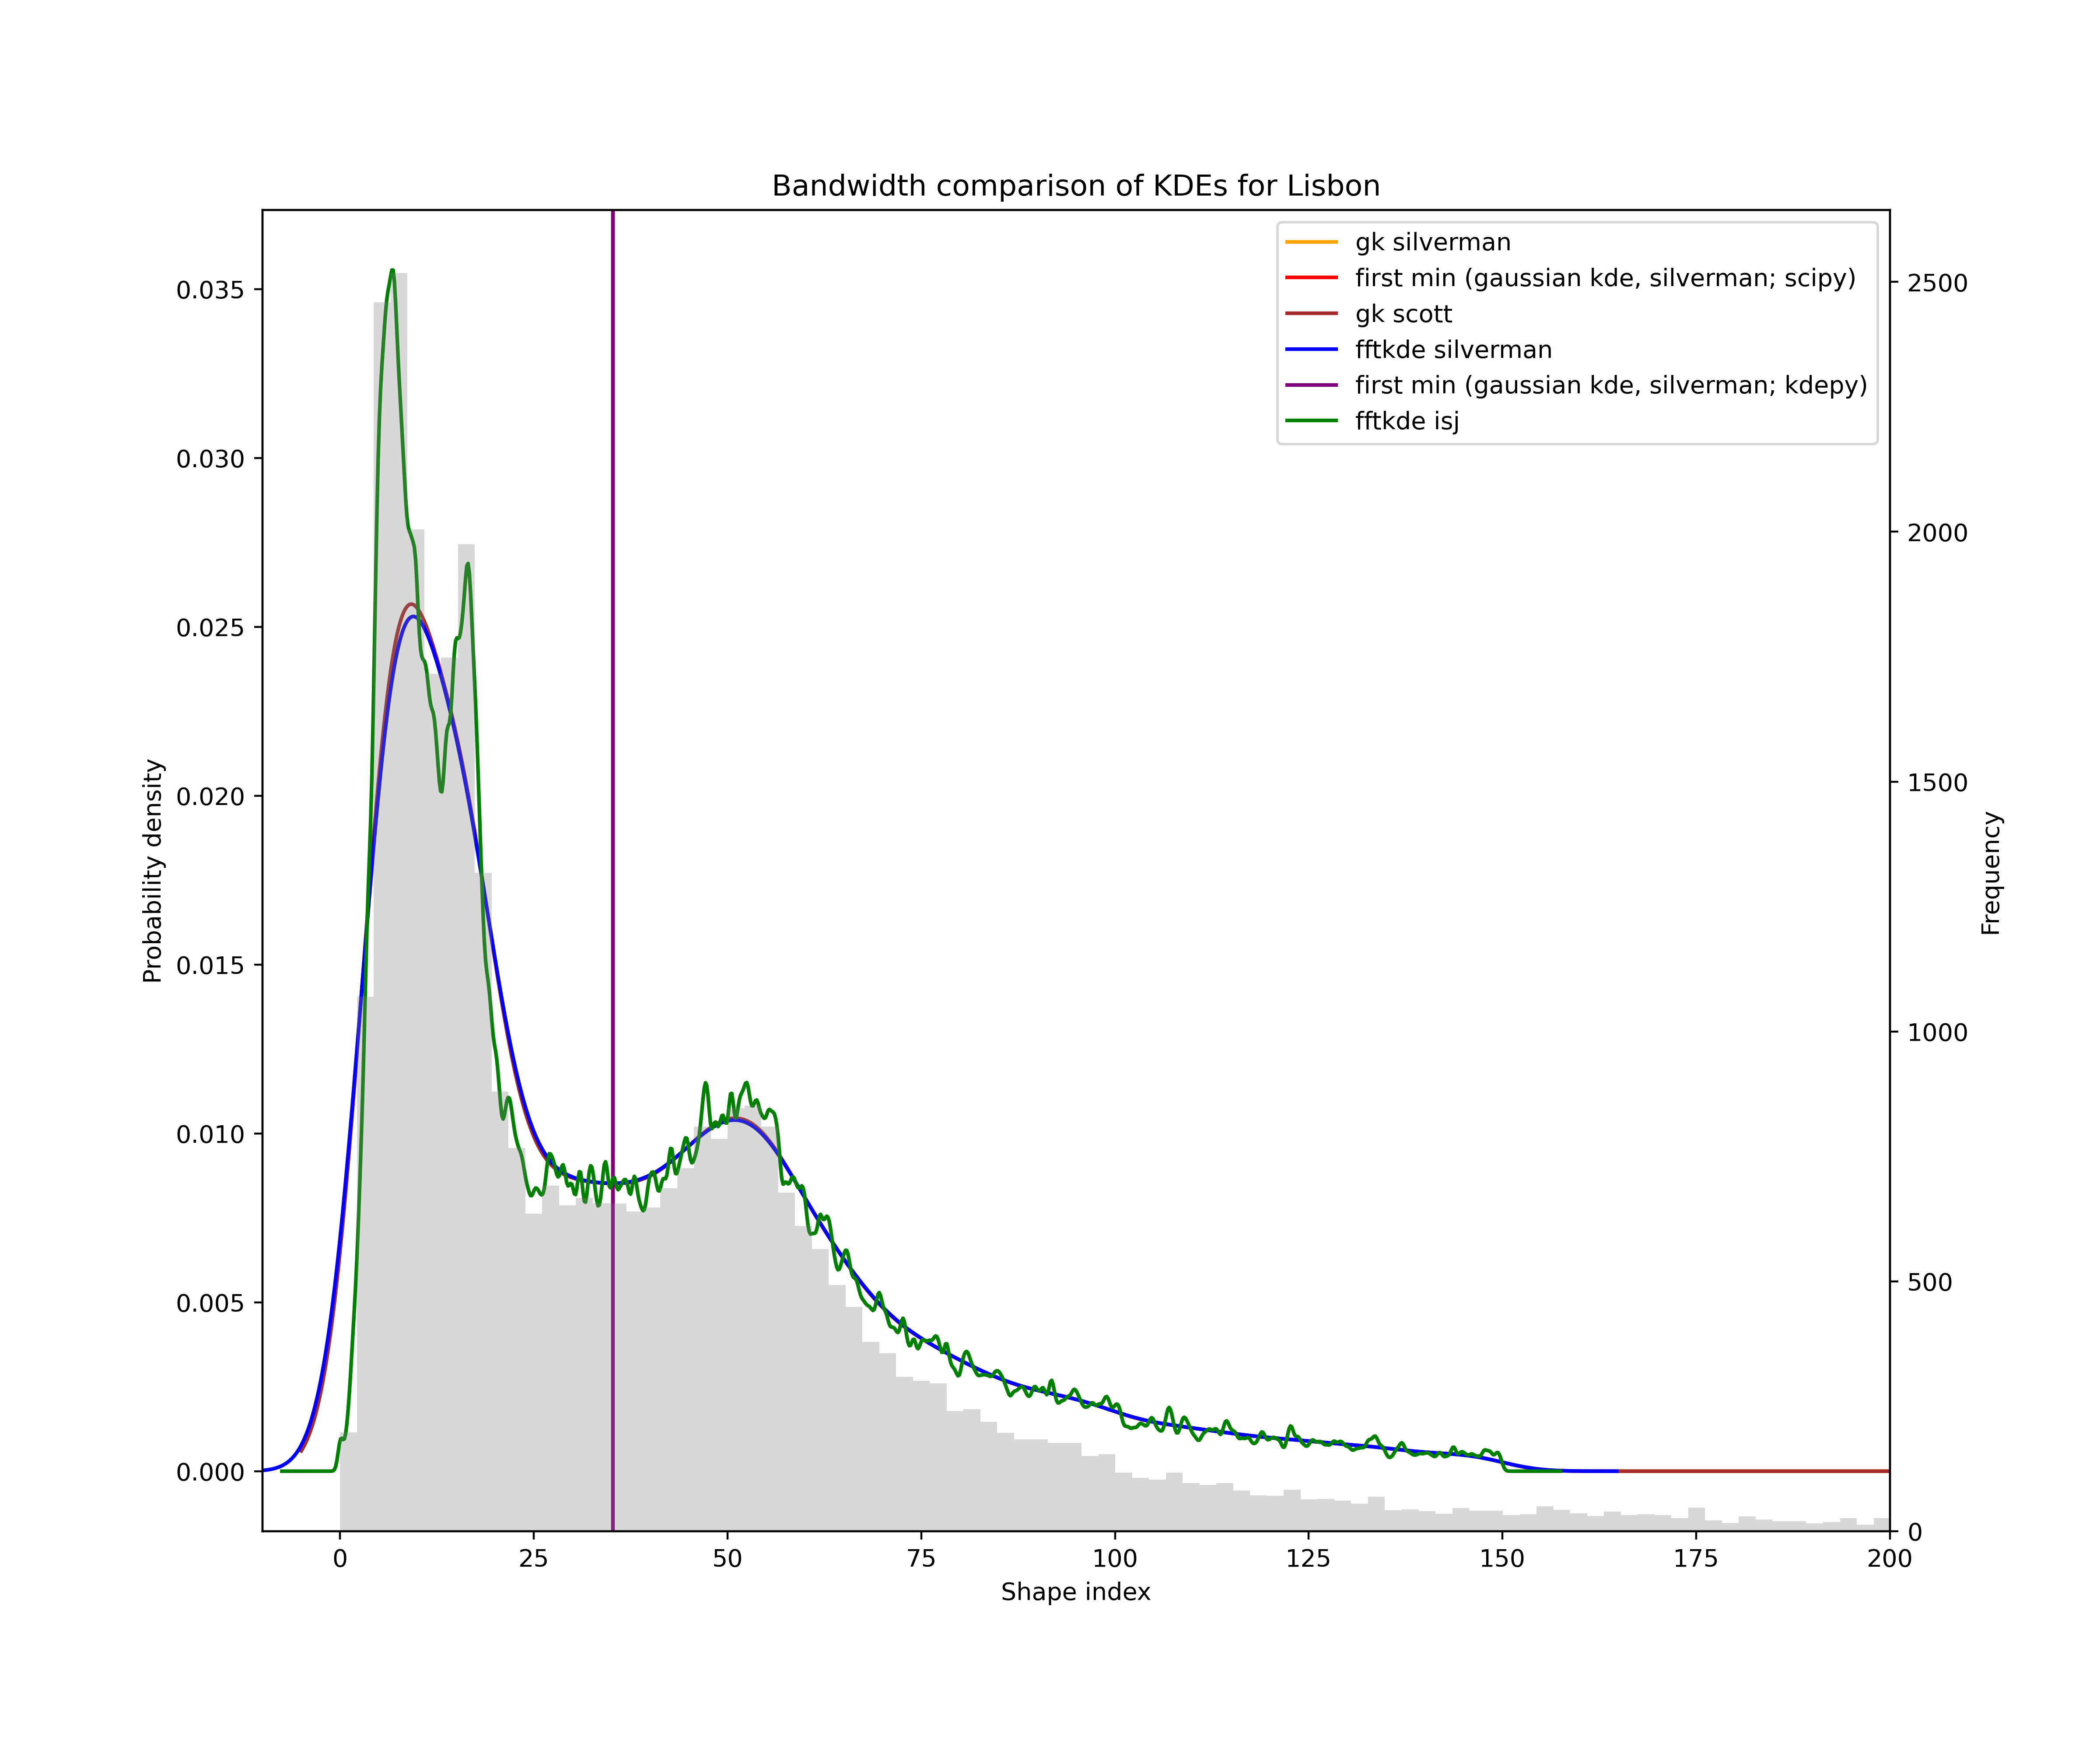 Bandwidth comparison of KDEs for Lisbon
gk silverman
first min (gaussian kde, silverman; scipy)
gk scott
fftkde silverman
first min (gaussian kde, silverman; kdepy)
fftkde isj
Probability density
0.035
0.030
0.025
0.020
0.015
0.010
0.005
0.000
2500
2000
1500
1000
500
0
Frequency
0 25 50 75 100 125 150 175 200
Shape index